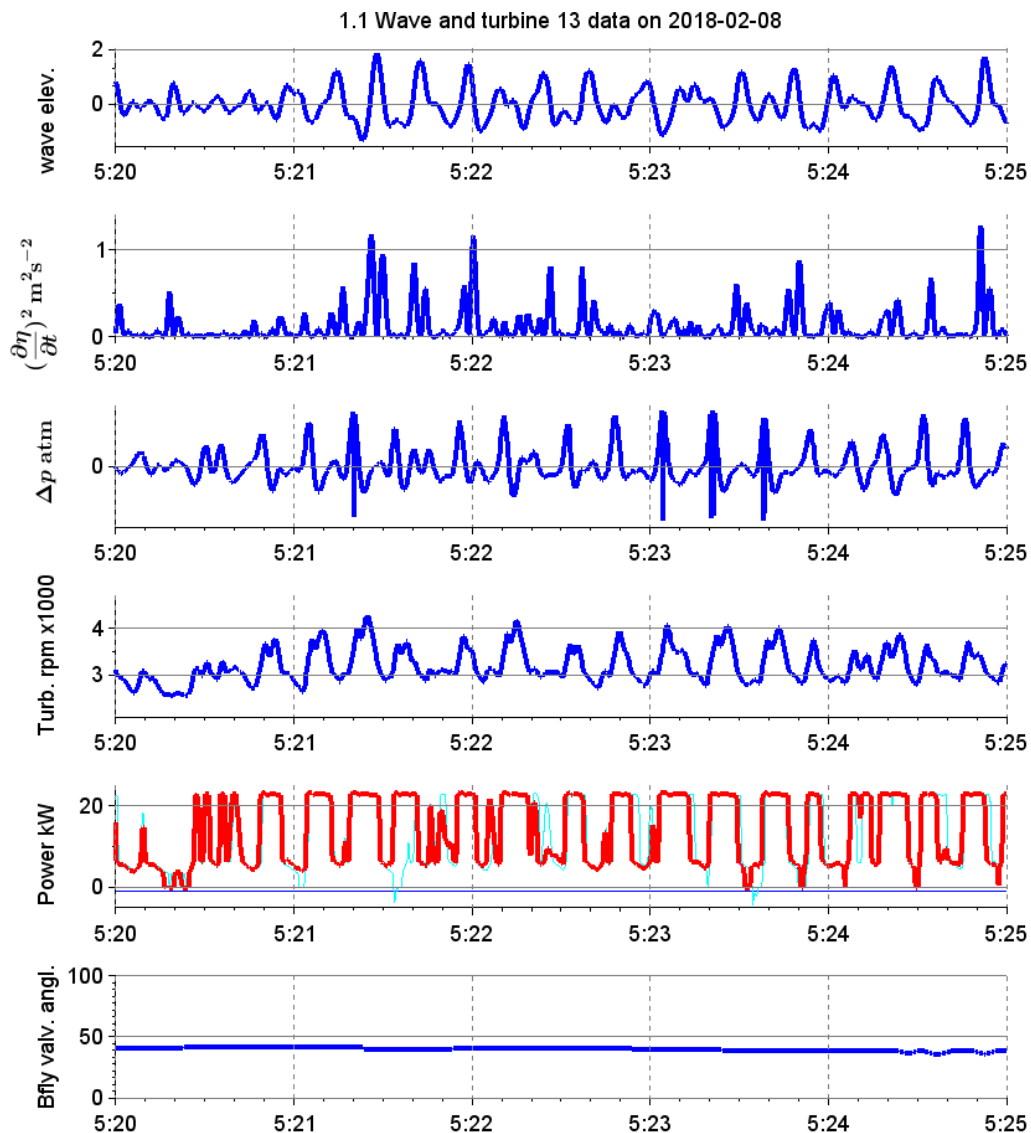 1.1 Wave and turbine 13 data on 2018-02-08
wave elev.
2
0
5:20 5:21 5:22 5:23 5:24 5:25
(∂η/∂t)² m²s⁻²
1
0
5:20 5:21 5:22 5:23 5:24 5:25
Δp atm
0
5:20 5:21 5:22 5:23 5:24 5:25
Turb. rpm x1000
4
3
5:20 5:21 5:22 5:23 5:24 5:25
Power kW
20
0
5:20 5:21 5:22 5:23 5:24 5:25
Bfly valv. angl.
100
50
0
5:20 5:21 5:22 5:23 5:24 5:25